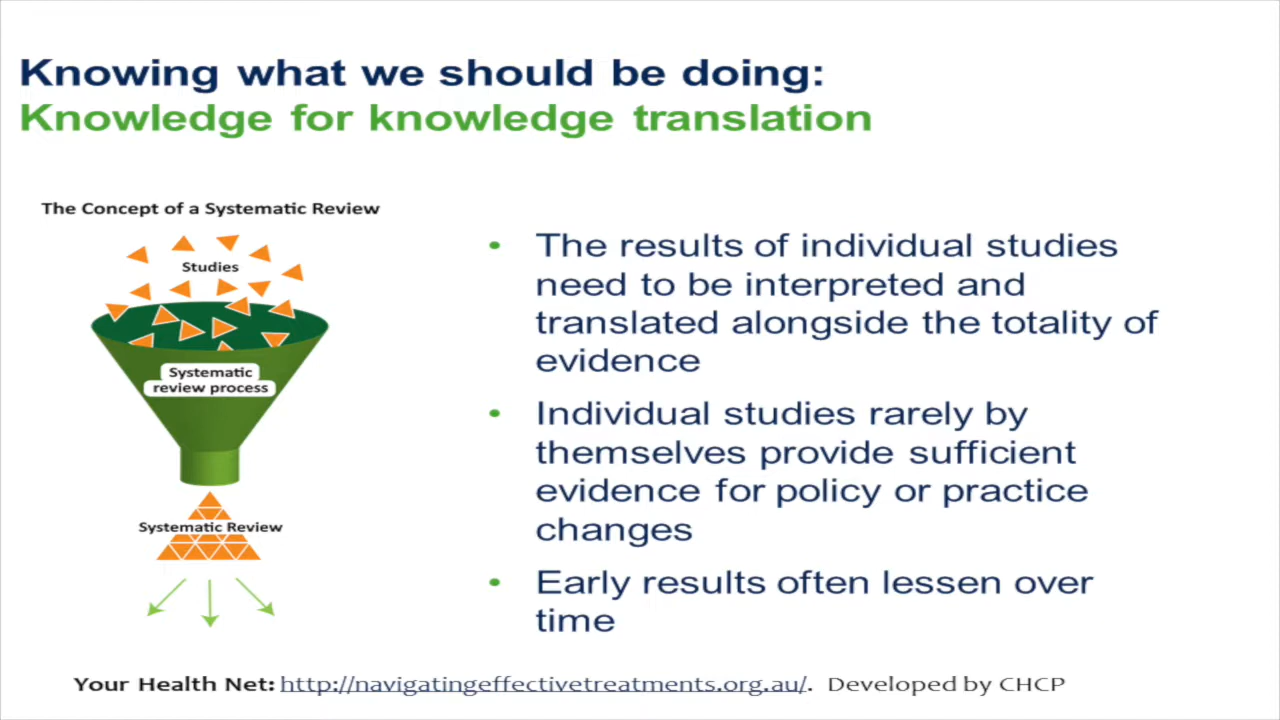 Knowing what we should be doing:
Knowledge for knowledge translation
The Concept of a Systematic Review
Studies
Systematic
review process
Systematic Review
• The results of individual studies
need to be interpreted and
translated alongside the totality of
evidence
• Individual studies rarely by
themselves provide sufficient
evidence for policy or practice
changes
• Early results often lessen over
time
Your Health Net: http://navigatingeffectivetreatments.org.au/. Developed by CHCP